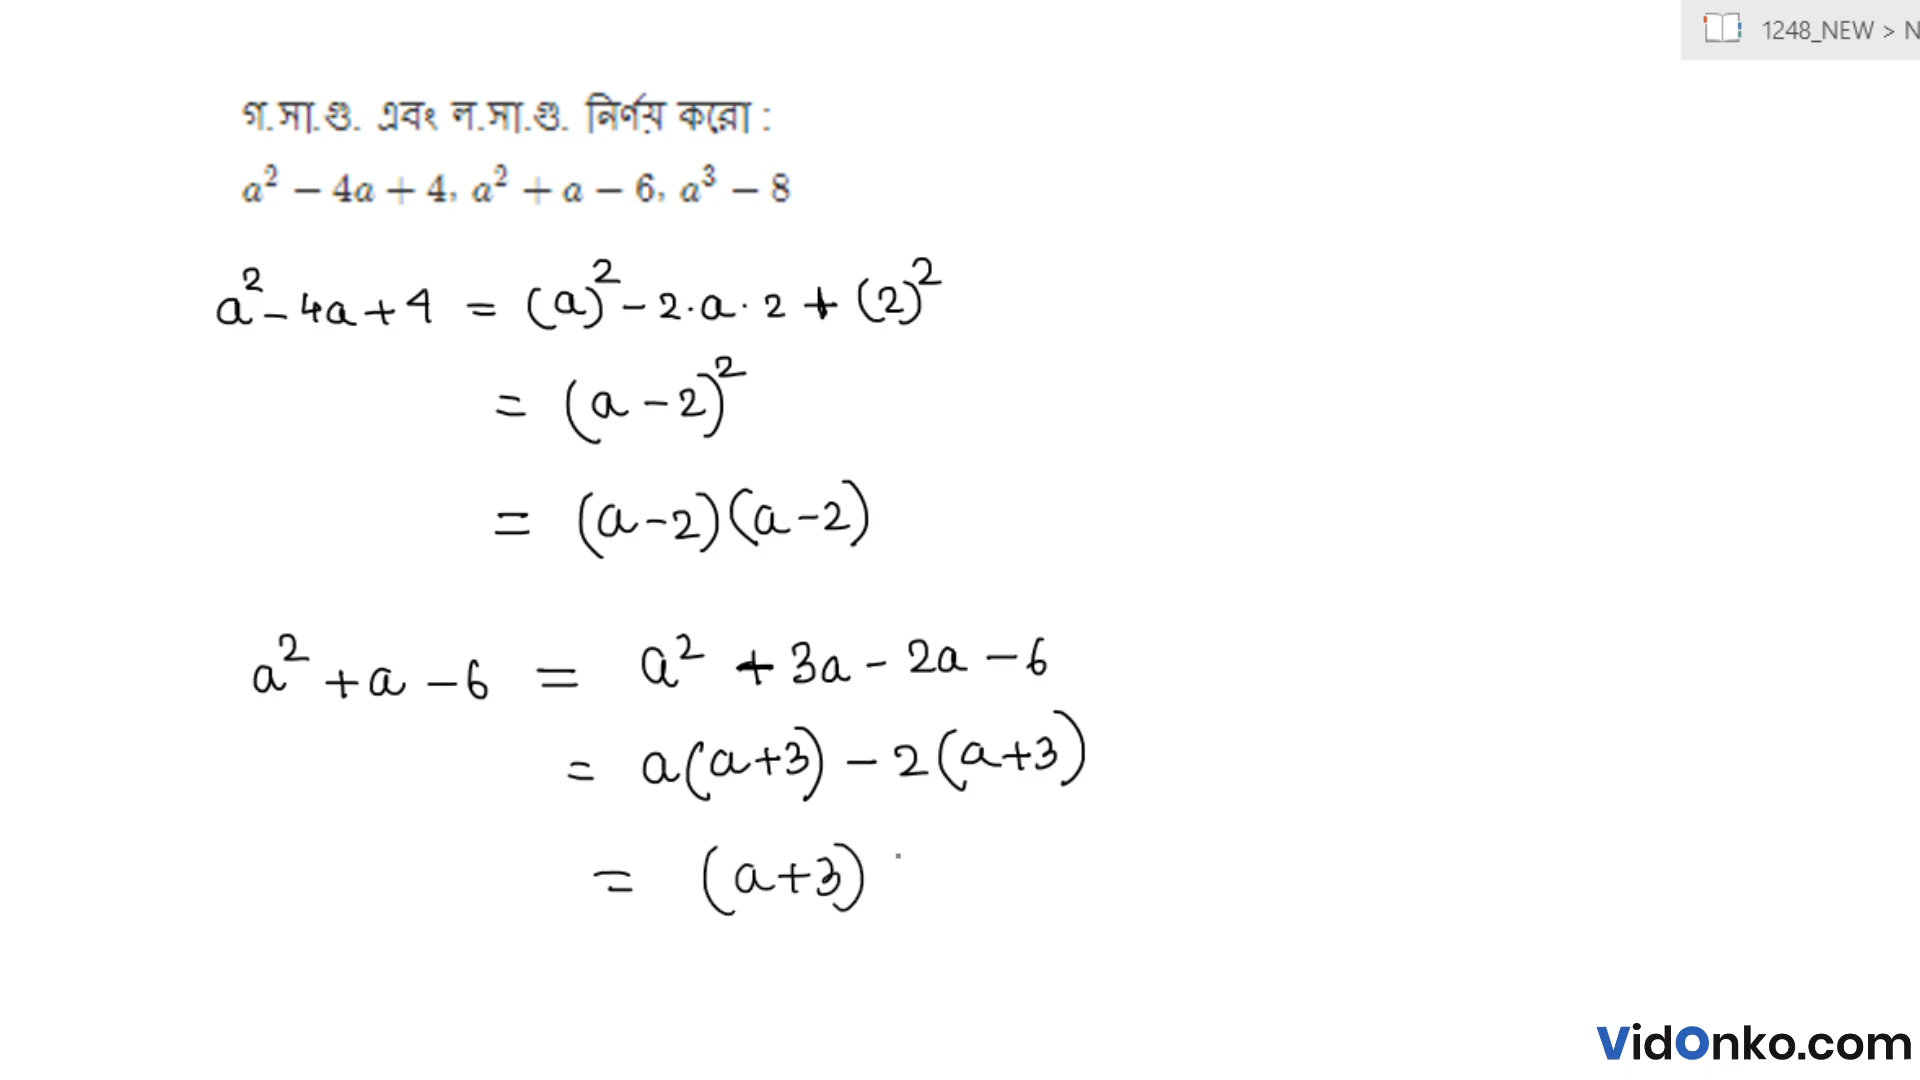 1248_NEW > N
গ.সা.গু. এবং ল.সা.গু. নির্ণয় করো :
a² − 4a + 4, a² + a − 6, a³ − 8
a² − 4a + 4 = (a)² − 2·a·2 + (2)²
= (a − 2)²
= (a − 2)(a − 2)
a² + a − 6 = a² + 3a − 2a − 6
= a(a+3) − 2(a+3)
= (a+3)
VidOnko.com